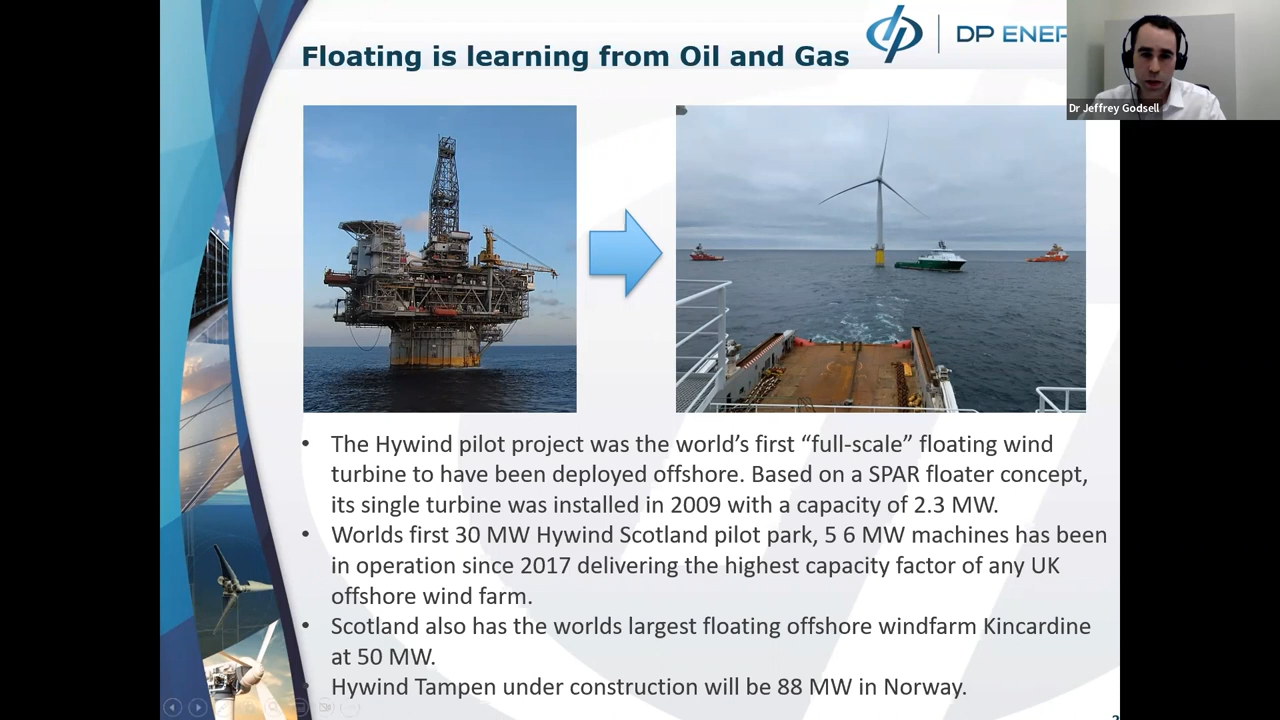 Floating is learning from Oil and Gas
DP ENER
Dr Jeffrey Godsell
• The Hywind pilot project was the world's first “full-scale” floating wind
turbine to have been deployed offshore. Based on a SPAR floater concept,
its single turbine was installed in 2009 with a capacity of 2.3 MW.
• Worlds first 30 MW Hywind Scotland pilot park, 5 6 MW machines has been
in operation since 2017 delivering the highest capacity factor of any UK
offshore wind farm.
• Scotland also has the worlds largest floating offshore windfarm Kincardine
at 50 MW.
• Hywind Tampen under construction will be 88 MW in Norway.